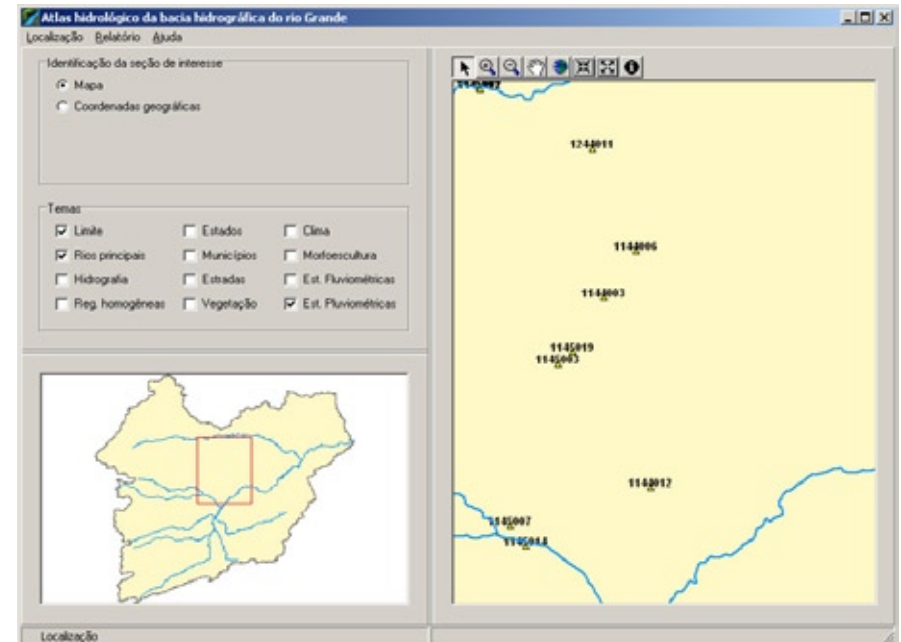 Atlas hidrológico da bacia hidrográfica do rio Grande
Localização Relatório Ajuda
Identificação da seção de interesse
Mapa
Coordenadas geográficas
Temas
Limite Estados Clima
Rios principais Municípios Morfoescultura
Hidrografia Estradas Est. Fluviométricas
Reg. homogêneas Vegetação Est. Pluviométricas
1244011
1144006
1144003
1145019
1145003
1144012
1145007
1145014
Localização